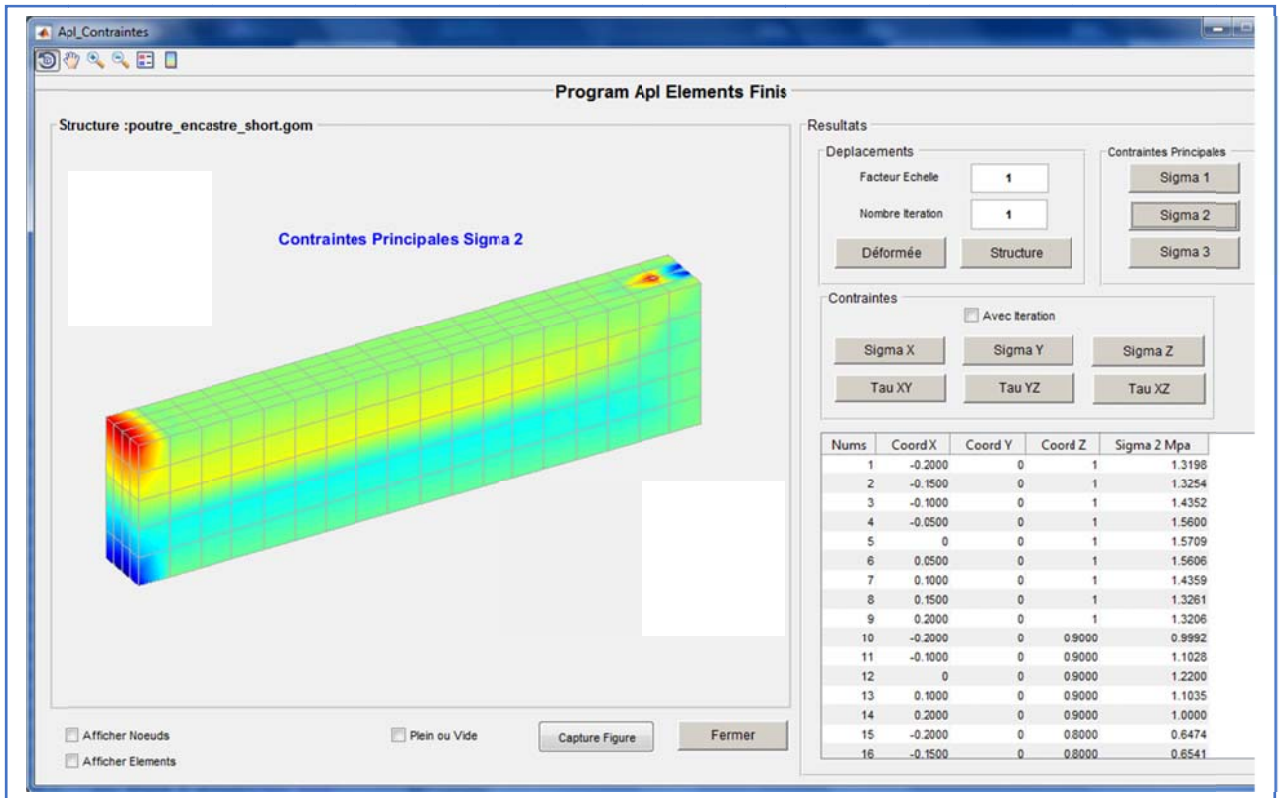 Apl_Contraintes
Program Apl Elements Finis
Structure :poutre_encastre_short.gom
Contraintes Principales Sigma 2
Afficher Noeuds
Afficher Elements
Plein ou Vide
Capture Figure
Fermer
Resultats
Deplacements
Facteur Echelle 1
Nombre Iteration 1
Déformée Structure
Contraintes Principales
Sigma 1
Sigma 2
Sigma 3
Contraintes
Avec Iteration
Sigma X Sigma Y Sigma Z
Tau XY Tau YZ Tau XZ
Nums Coord X Coord Y Coord Z Sigma 2 Mpa
1 -0.2000 0 1 1.3198
2 -0.1500 0 1 1.3254
3 -0.1000 0 1 1.4352
4 -0.0500 0 1 1.5600
5 0 0 1 1.5709
6 0.0500 0 1 1.5606
7 0.1000 0 1 1.4359
8 0.1500 0 1 1.3261
9 0.2000 0 1 1.3206
10 -0.2000 0 0.9000 0.9992
11 -0.1000 0 0.9000 1.1028
12 0 0 0.9000 1.2200
13 0.1000 0 0.9000 1.1035
14 0.2000 0 0.9000 1.0000
15 -0.2000 0 0.8000 0.6474
16 -0.1500 0 0.8000 0.6541